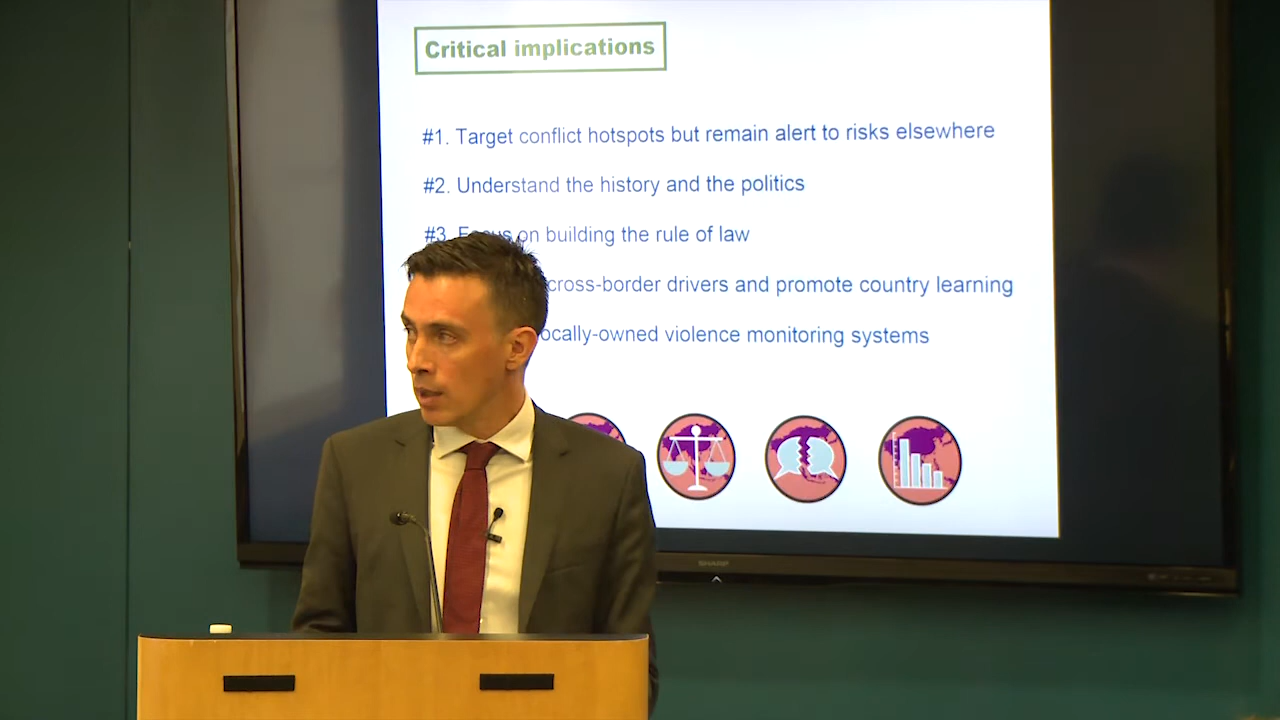 Critical implications
#1. Target conflict hotspots but remain alert to risks elsewhere
#2. Understand the history and the politics
#3. Focus on building the rule of law
cross-border drivers and promote country learning
locally-owned violence monitoring systems
SHARP